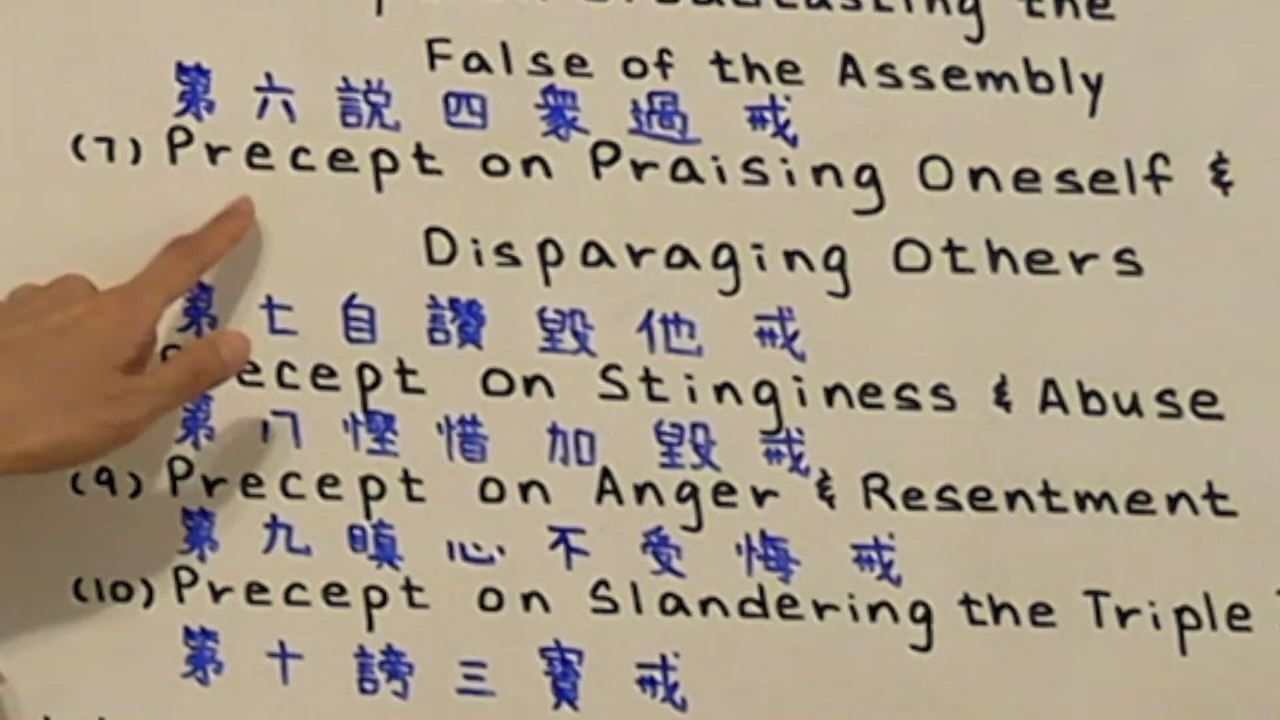 Broadcasting the
False of the Assembly
第六説四衆過戒
(7) Precept on Praising Oneself &
Disparaging Others
第七自讚毀他戒
Precept on Stinginess & Abuse
第八慳惜加毀戒
(9) Precept on Anger & Resentment
第九瞋心不受悔戒
(10) Precept on Slandering the Triple
第十謗三寶戒